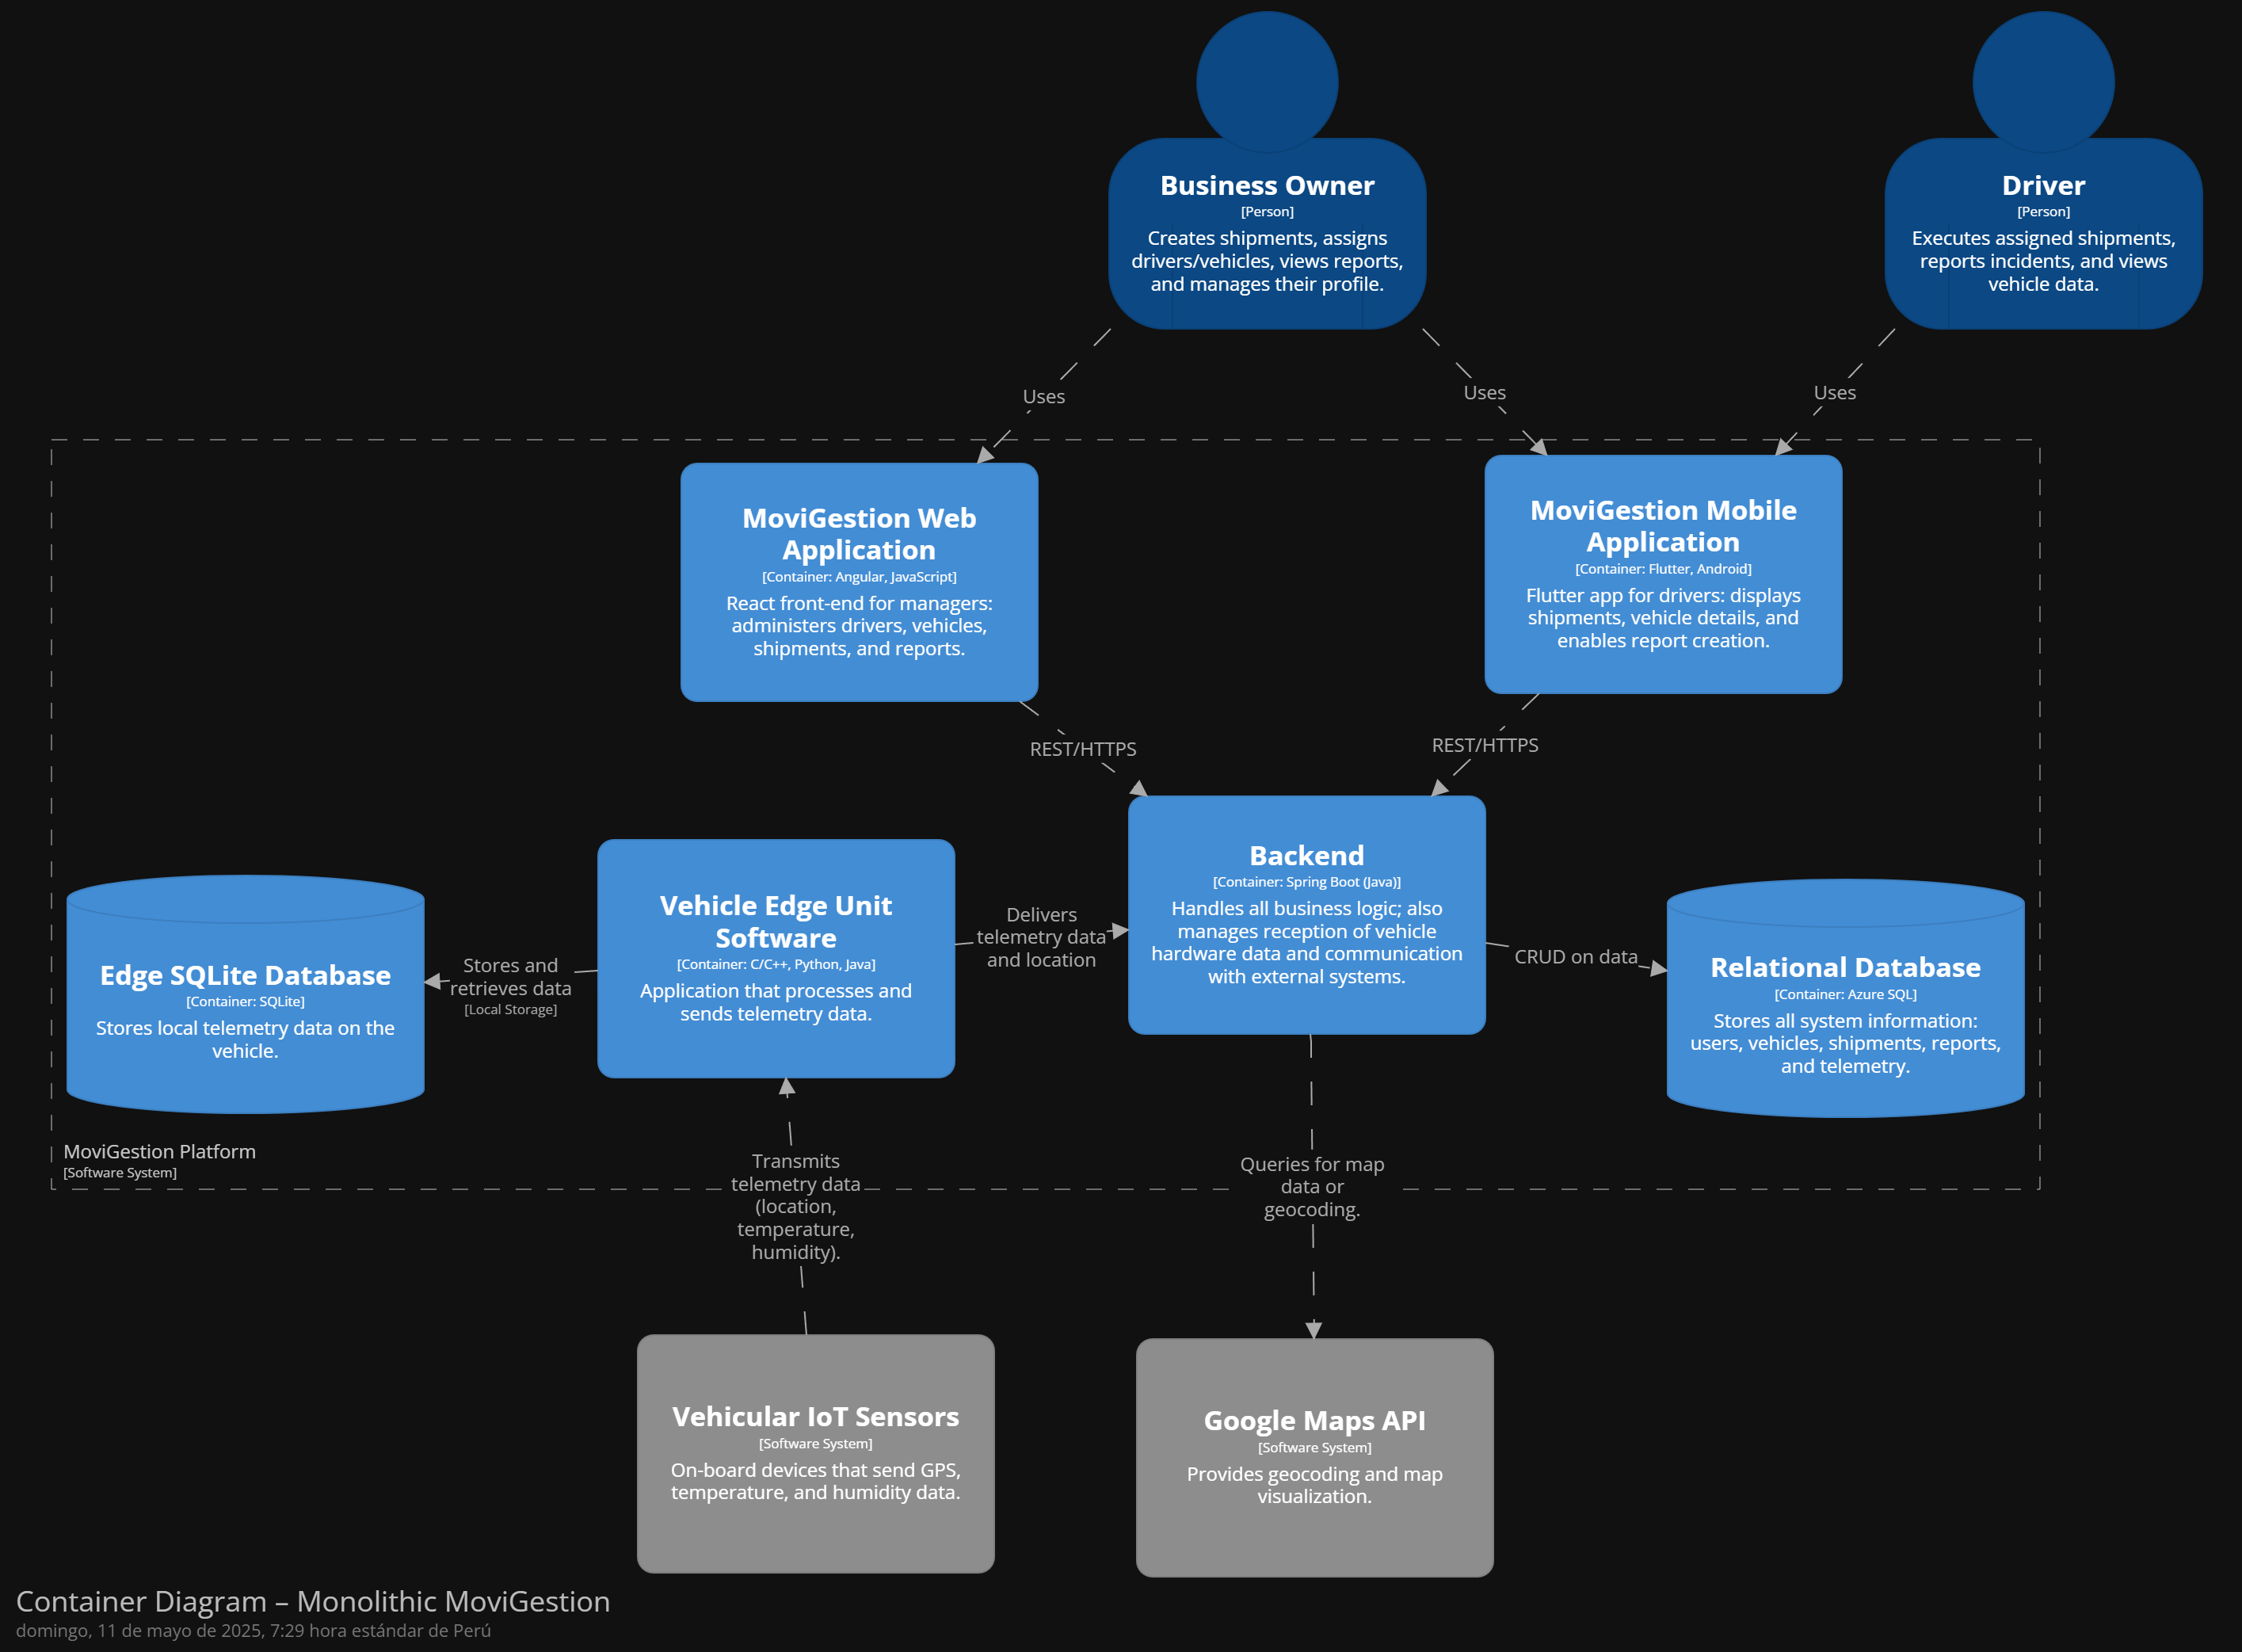 Business Owner
[Person]
Creates shipments, assigns
drivers/vehicles, views reports,
and manages their profile.
Driver
[Person]
Executes assigned shipments,
reports incidents, and views
vehicle data.
Uses
Uses
Uses
MoviGestion Web
Application
[Container: Angular, JavaScript]
React front-end for managers:
administers drivers, vehicles,
shipments, and reports.
MoviGestion Mobile
Application
[Container: Flutter, Android]
Flutter app for drivers: displays
shipments, vehicle details, and
enables report creation.
REST/HTTPS
REST/HTTPS
Edge SQLite Database
[Container: SQLite]
Stores local telemetry data on the
vehicle.
Stores and
retrieves data
[Local Storage]
Vehicle Edge Unit
Software
[Container: C/C++, Python, Java]
Application that processes and
sends telemetry data.
Delivers
telemetry data
and location
Backend
[Container: Spring Boot (Java)]
Handles all business logic; also
manages reception of vehicle
hardware data and communication
with external systems.
CRUD on data
Relational Database
[Container: Azure SQL]
Stores all system information:
users, vehicles, shipments, reports,
and telemetry.
MoviGestion Platform
[Software System]
Transmits
telemetry data
(location,
temperature,
humidity).
Queries for map
data or
geocoding.
Vehicular IoT Sensors
[Software System]
On-board devices that send GPS,
temperature, and humidity data.
Google Maps API
[Software System]
Provides geocoding and map
visualization.
Container Diagram – Monolithic MoviGestion
domingo, 11 de mayo de 2025, 7:29 hora estándar de Perú